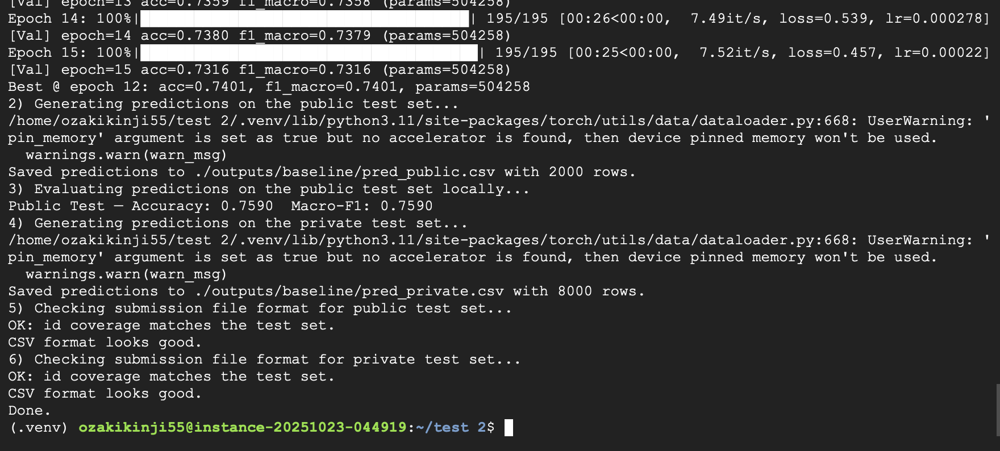 [Val] epoch=13 acc=0.7359 f1_macro=0.7358 (params=504258)
Epoch 14: 100%|██████████████████████████████████████| 195/195 [00:26<00:00,  7.49it/s, loss=0.539, lr=0.000278]
[Val] epoch=14 acc=0.7380 f1_macro=0.7379 (params=504258)
Epoch 15: 100%|███████████████████████████████████████| 195/195 [00:25<00:00,  7.52it/s, loss=0.457, lr=0.00022]
[Val] epoch=15 acc=0.7316 f1_macro=0.7316 (params=504258)
Best @ epoch 12: acc=0.7401, f1_macro=0.7401, params=504258
2) Generating predictions on the public test set...
/home/ozakikinji55/test 2/.venv/lib/python3.11/site-packages/torch/utils/data/dataloader.py:668: UserWarning: '
pin_memory' argument is set as true but no accelerator is found, then device pinned memory won't be used.
  warnings.warn(warn_msg)
Saved predictions to ./outputs/baseline/pred_public.csv with 2000 rows.
3) Evaluating predictions on the public test set locally...
Public Test — Accuracy: 0.7590  Macro-F1: 0.7590
4) Generating predictions on the private test set...
/home/ozakikinji55/test 2/.venv/lib/python3.11/site-packages/torch/utils/data/dataloader.py:668: UserWarning: '
pin_memory' argument is set as true but no accelerator is found, then device pinned memory won't be used.
  warnings.warn(warn_msg)
Saved predictions to ./outputs/baseline/pred_private.csv with 8000 rows.
5) Checking submission file format for public test set...
OK: id coverage matches the test set.
CSV format looks good.
6) Checking submission file format for private test set...
OK: id coverage matches the test set.
CSV format looks good.
Done.
(.venv) ozakikinji55@instance-20251023-044919:~/test 2$